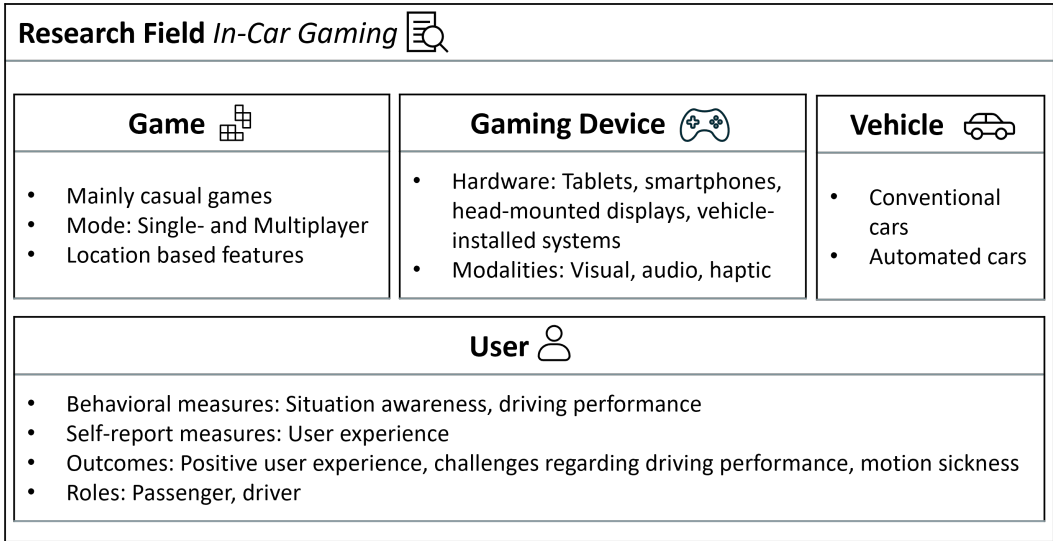 Research Field In-Car Gaming
Game
• Mainly casual games
• Mode: Single- and Multiplayer
• Location based features
Gaming Device
• Hardware: Tablets, smartphones,
head-mounted displays, vehicle-
installed systems
• Modalities: Visual, audio, haptic
Vehicle
• Conventional
cars
• Automated cars
User
• Behavioral measures: Situation awareness, driving performance
• Self-report measures: User experience
• Outcomes: Positive user experience, challenges regarding driving performance, motion sickness
• Roles: Passenger, driver